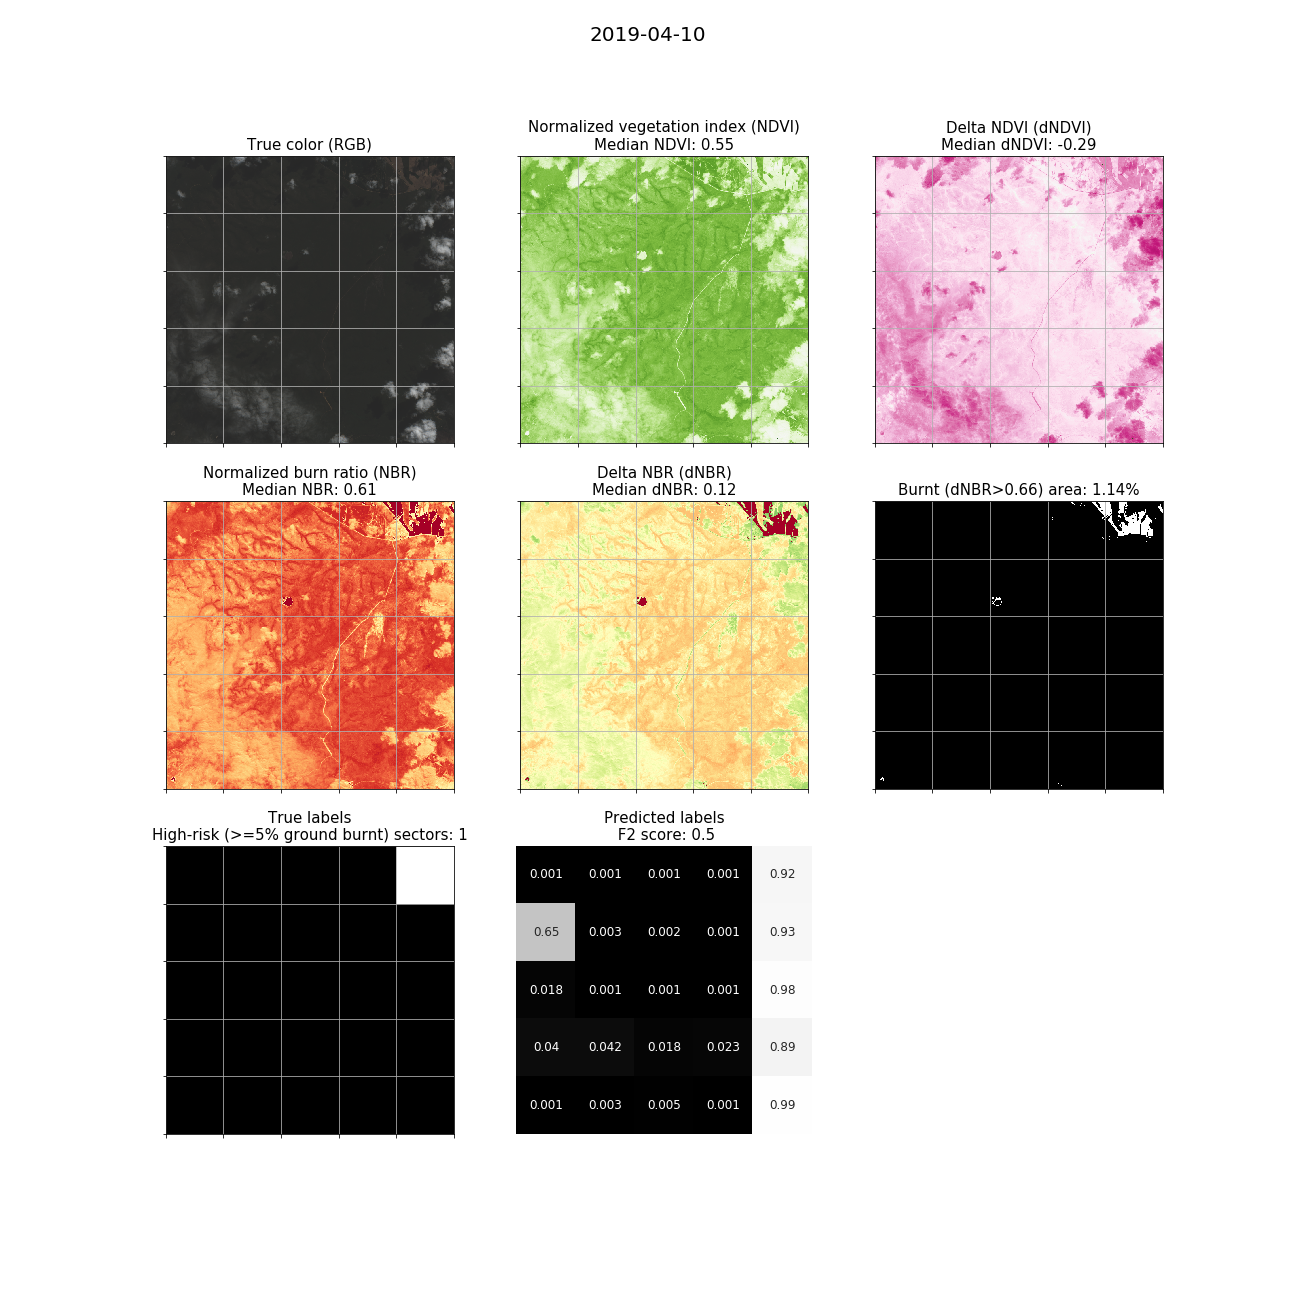 2019-04-10
True color (RGB)
Normalized vegetation index (NDVI)
Median NDVI: 0.55
Delta NDVI (dNDVI)
Median dNDVI: -0.29
Normalized burn ratio (NBR)
Median NBR: 0.61
Delta NBR (dNBR)
Median dNBR: 0.12
Burnt (dNBR>0.66) area: 1.14%
True labels
High-risk (>=5% ground burnt) sectors: 1
Predicted labels
F2 score: 0.5
0.001 0.001 0.001 0.001 0.92
0.65 0.003 0.002 0.001 0.93
0.018 0.001 0.001 0.001 0.98
0.04 0.042 0.018 0.023 0.89
0.001 0.003 0.005 0.001 0.99